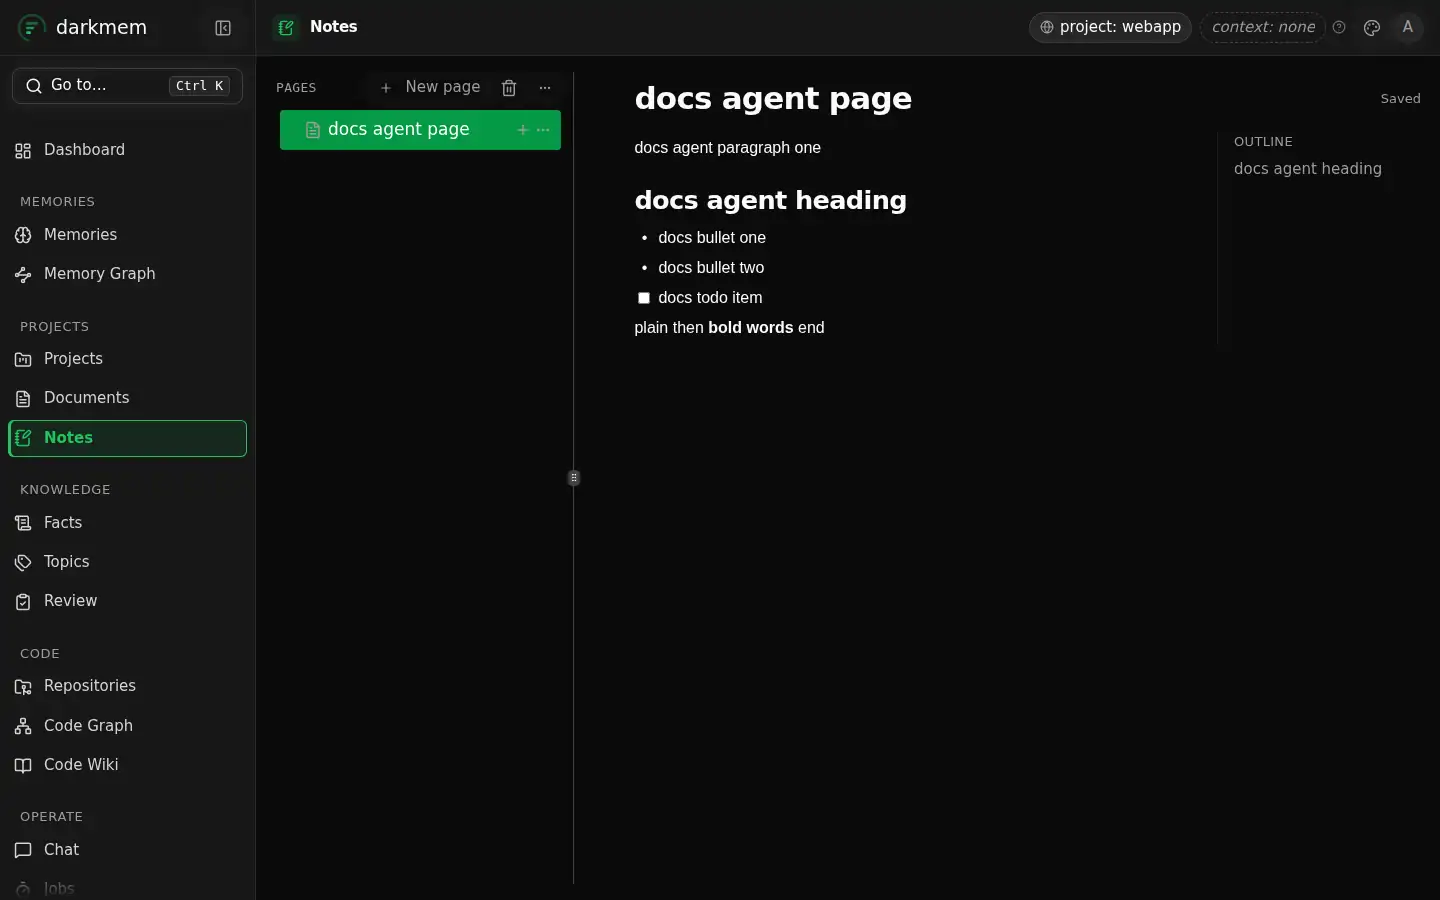 darkmem
Go to...
Ctrl K
Dashboard
MEMORIES
Memories
Memory Graph
PROJECTS
Projects
Documents
Notes
KNOWLEDGE
Facts
Topics
Review
CODE
Repositories
Code Graph
Code Wiki
OPERATE
Chat
Jobs
Notes
project: webapp
context: none
A
PAGES
New page
docs agent page
docs agent page
Saved
docs agent paragraph one
docs agent heading
• docs bullet one
• docs bullet two
docs todo item
plain then bold words end
OUTLINE
docs agent heading